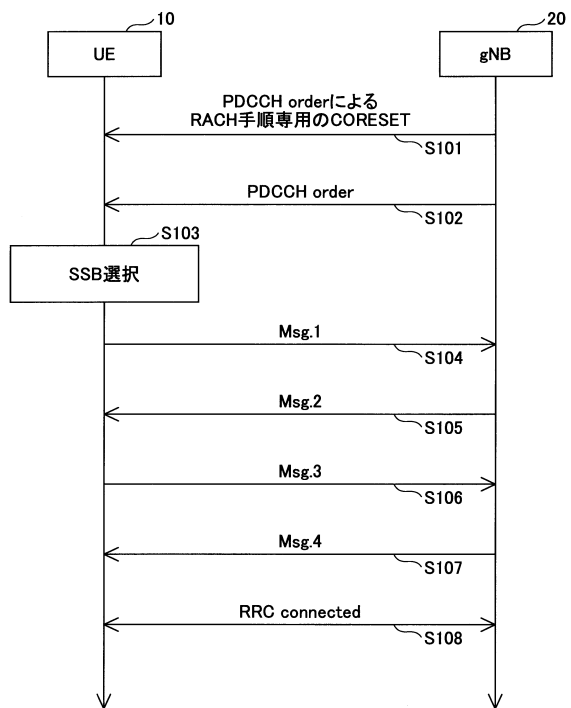 10
20
UE
gNB
PDCCH orderによる
RACH手順専用のCORESET
S101
PDCCH order
S102
S103
SSB選択
Msg.1
S104
Msg.2
S105
Msg.3
S106
Msg.4
S107
RRC connected
S108